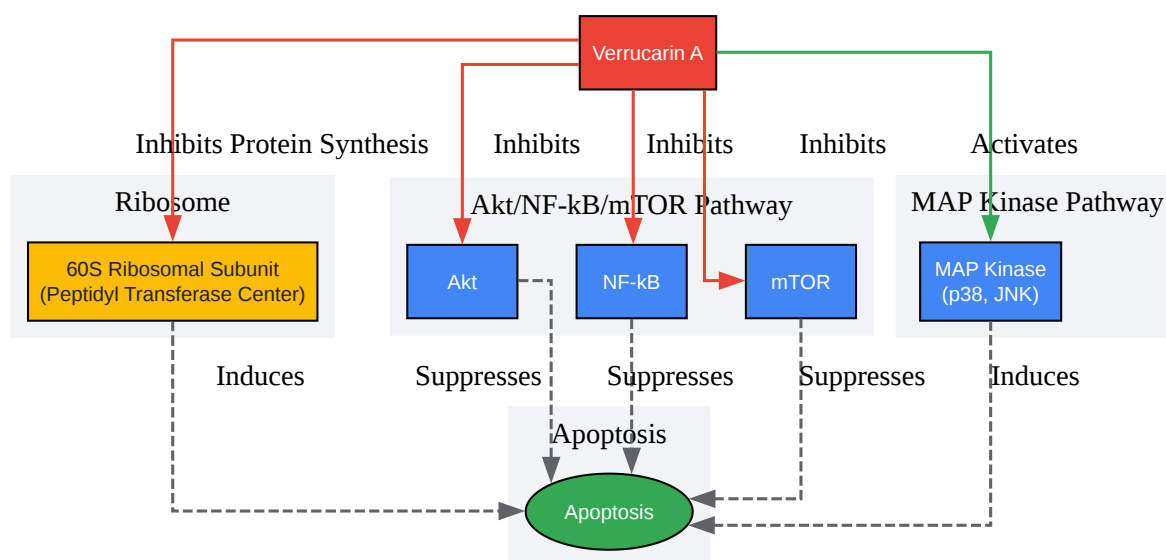 Verrucarin A
Inhibits Protein Synthesis
Inhibits
Inhibits
Inhibits
Activates
Ribosome
Akt/NF-kB/mTOR Pathway
MAP Kinase Pathway
60S Ribosomal Subunit
(Peptidyl Transferase Center)
Akt
NF-kB
mTOR
MAP Kinase
(p38, JNK)
Induces
Suppresses
Suppresses
Suppresses
Induces
Apoptosis
Apoptosis